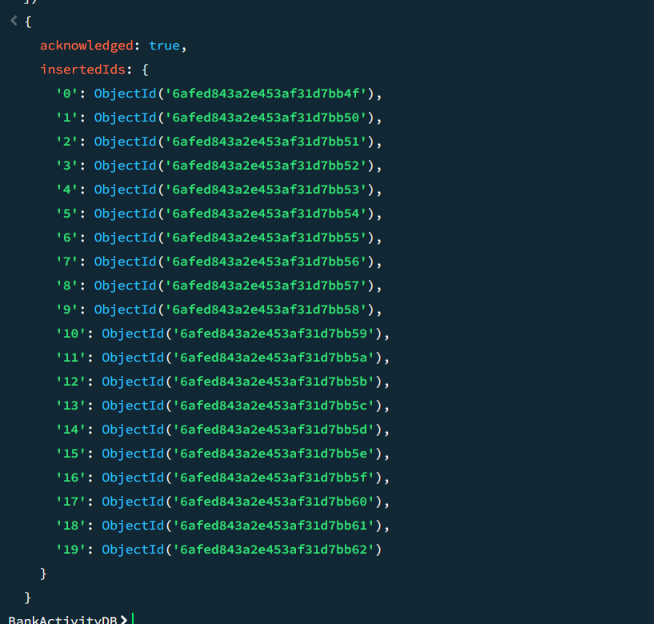 ])
< {
acknowledged: true,
insertedIds: {
'0': ObjectId('6afed843a2e453af31d7bb4f'),
'1': ObjectId('6afed843a2e453af31d7bb50'),
'2': ObjectId('6afed843a2e453af31d7bb51'),
'3': ObjectId('6afed843a2e453af31d7bb52'),
'4': ObjectId('6afed843a2e453af31d7bb53'),
'5': ObjectId('6afed843a2e453af31d7bb54'),
'6': ObjectId('6afed843a2e453af31d7bb55'),
'7': ObjectId('6afed843a2e453af31d7bb56'),
'8': ObjectId('6afed843a2e453af31d7bb57'),
'9': ObjectId('6afed843a2e453af31d7bb58'),
'10': ObjectId('6afed843a2e453af31d7bb59'),
'11': ObjectId('6afed843a2e453af31d7bb5a'),
'12': ObjectId('6afed843a2e453af31d7bb5b'),
'13': ObjectId('6afed843a2e453af31d7bb5c'),
'14': ObjectId('6afed843a2e453af31d7bb5d'),
'15': ObjectId('6afed843a2e453af31d7bb5e'),
'16': ObjectId('6afed843a2e453af31d7bb5f'),
'17': ObjectId('6afed843a2e453af31d7bb60'),
'18': ObjectId('6afed843a2e453af31d7bb61'),
'19': ObjectId('6afed843a2e453af31d7bb62')
}
}
BankActivityDB>